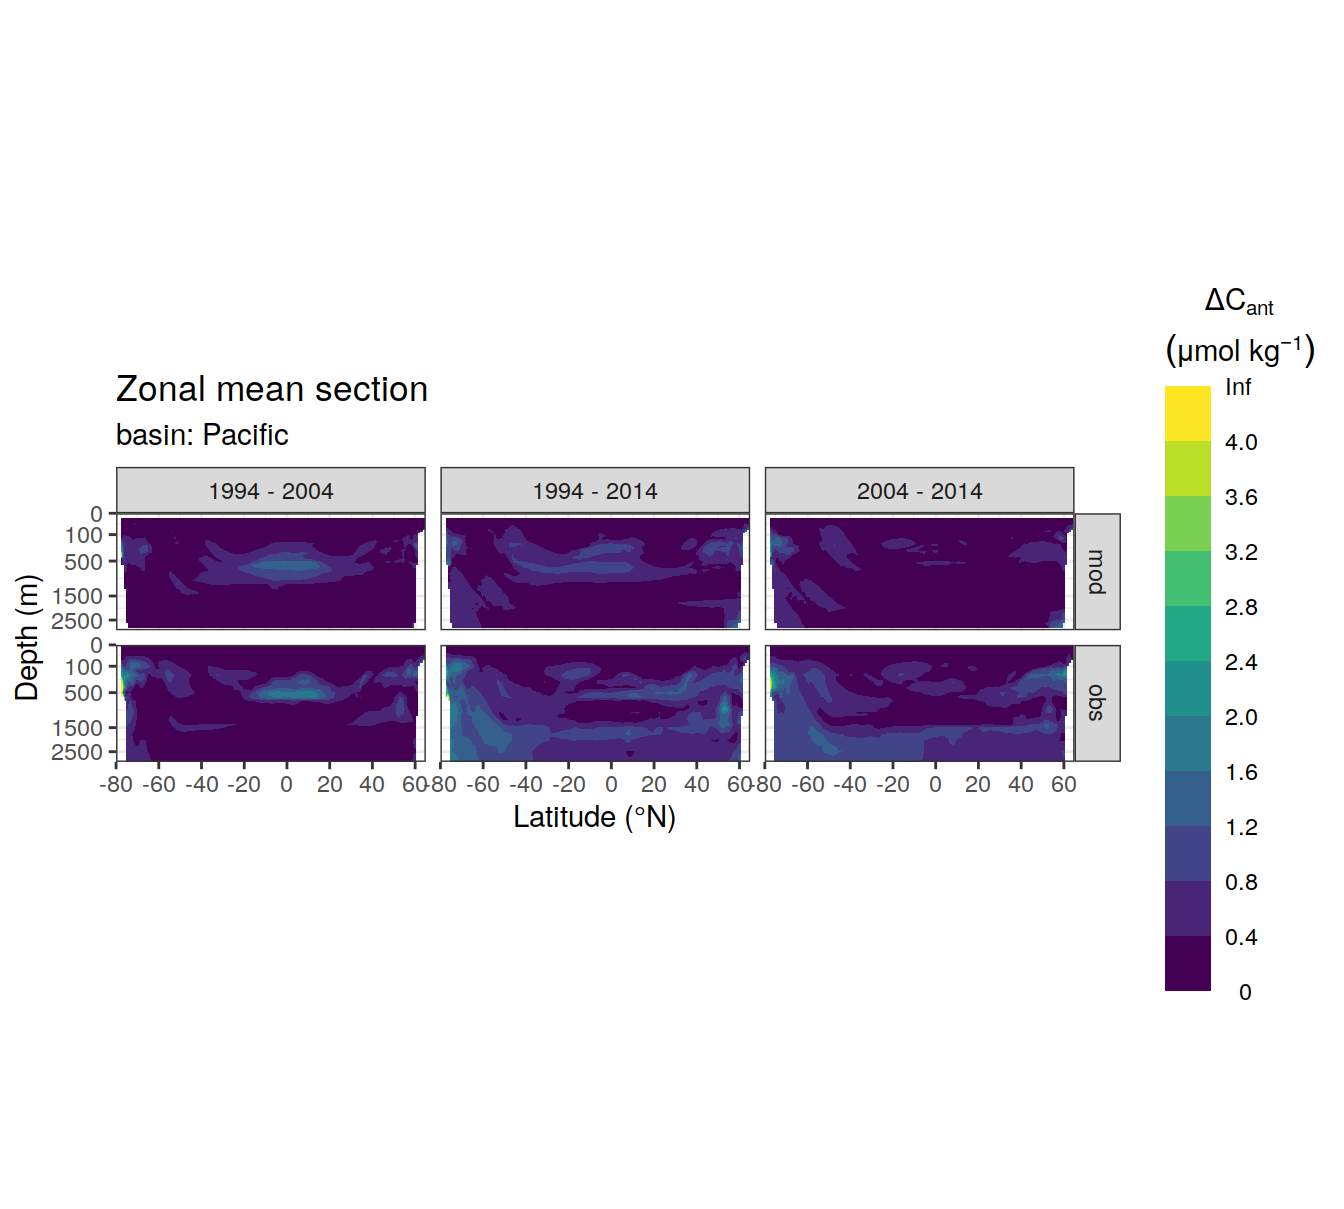 Zonal mean section
basin: Pacific
1994 - 2004
1994 - 2014
2004 - 2014
0
100
500
1500
2500
mod
0
100
500
1500
2500
obs
Depth (m)
-80 -60 -40 -20 0 20 40 60
-80 -60 -40 -20 0 20 40 60
-80 -60 -40 -20 0 20 40 60
Latitude (°N)
ΔCant
(μmol kg⁻¹)
Inf
4.0
3.6
3.2
2.8
2.4
2.0
1.6
1.2
0.8
0.4
0